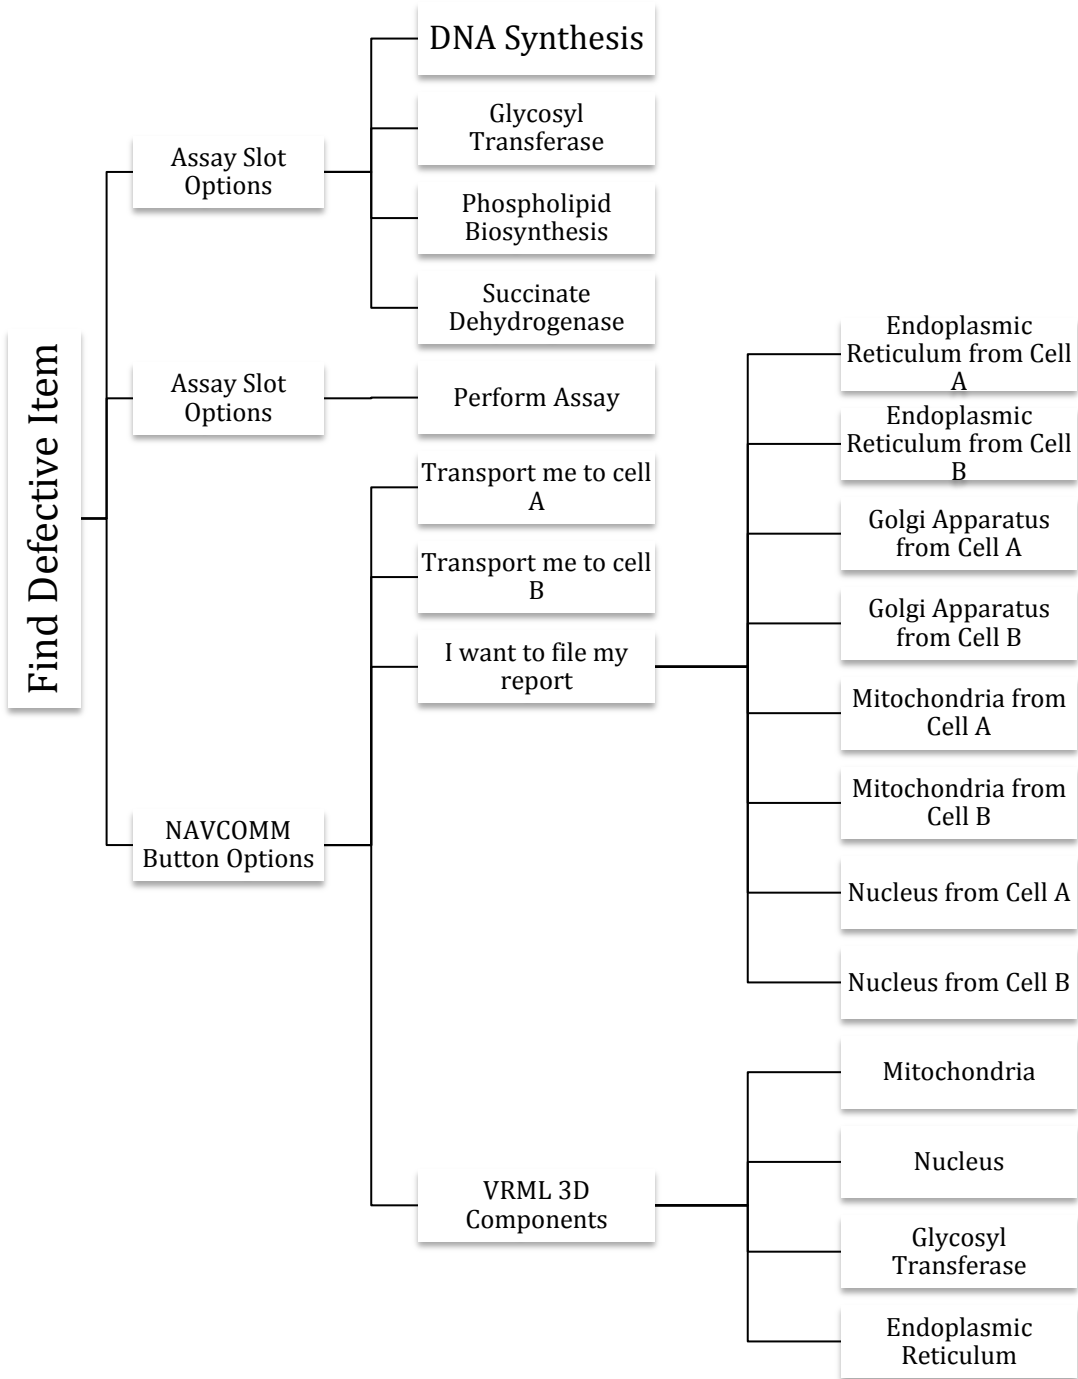 Find Defective Item
Assay Slot
Options
DNA Synthesis
Glycosyl
Transferase
Phospholipid
Biosynthesis
Succinate
Dehydrogenase
Assay Slot
Options
Perform Assay
NAVCOMM
Button Options
Transport me to cell
A
Transport me to cell
B
I want to file my
report
Endoplasmic
Reticulum from Cell
A
Endoplasmic
Reticulum from Cell
B
Golgi Apparatus
from Cell A
Golgi Apparatus
from Cell B
Mitochondria from
Cell A
Mitochondria from
Cell B
Nucleus from Cell A
Nucleus from Cell B
VRML 3D
Components
Mitochondria
Nucleus
Glycosyl
Transferase
Endoplasmic
Reticulum